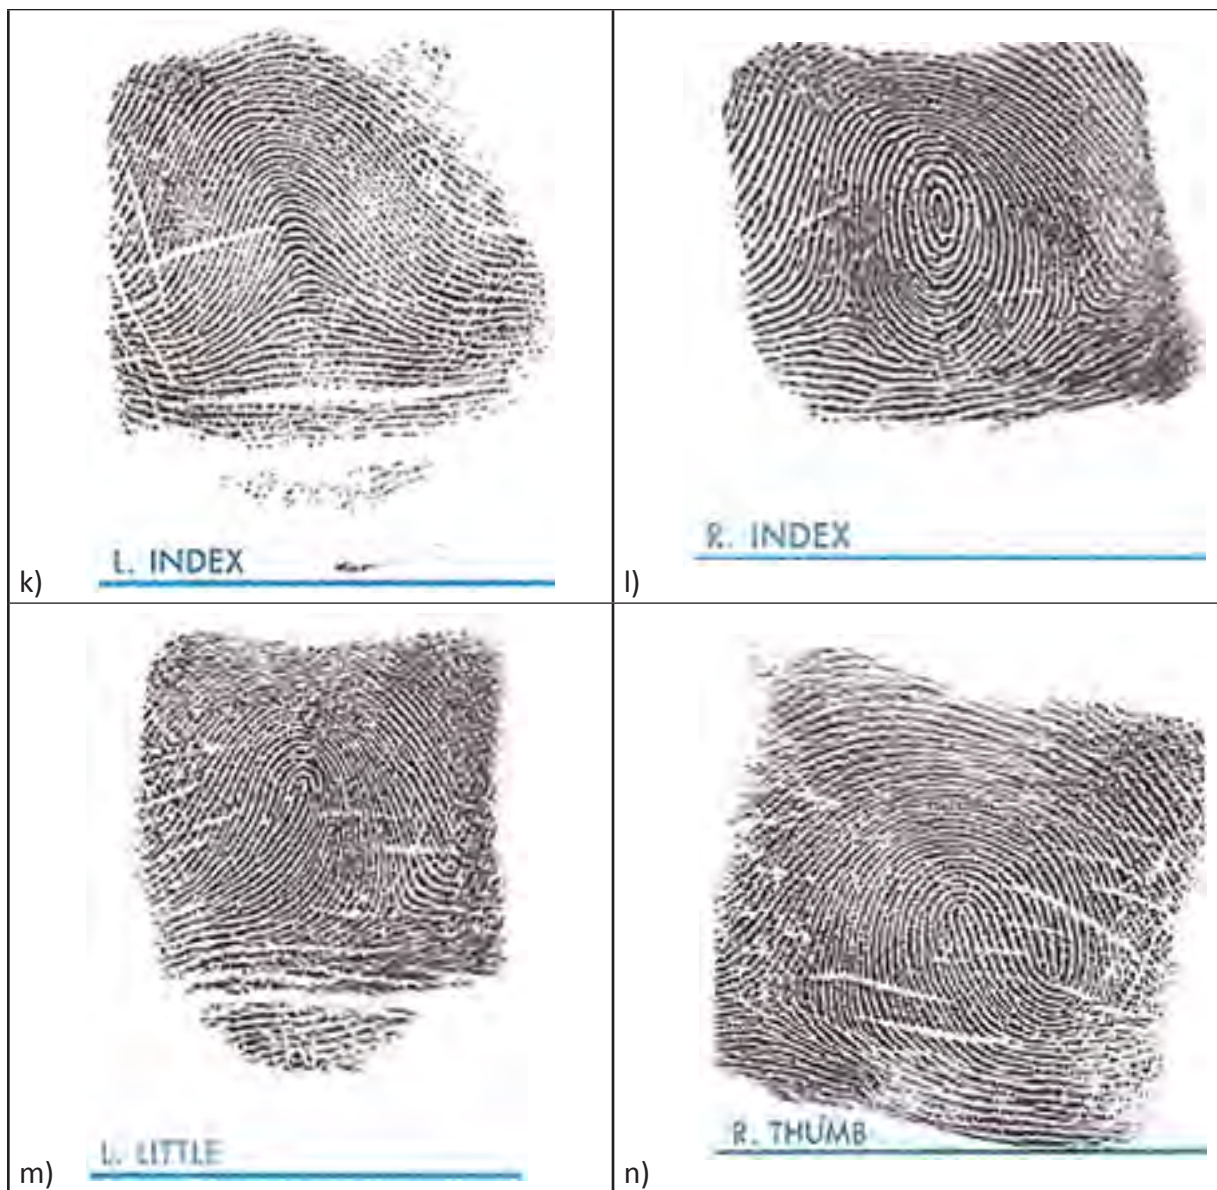 L. INDEX
k)
R. INDEX
l)
L. LITTLE
m)
R. THUMB
n)